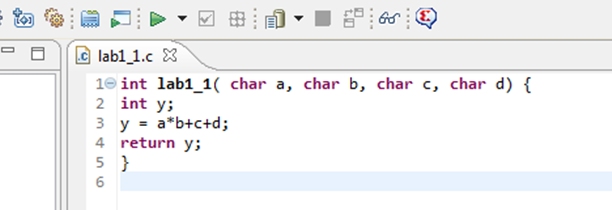 lab1_1.c
1 int lab1_1( char a, char b, char c, char d) {
2 int y;
3 y = a*b+c+d;
4 return y;
5 }
6